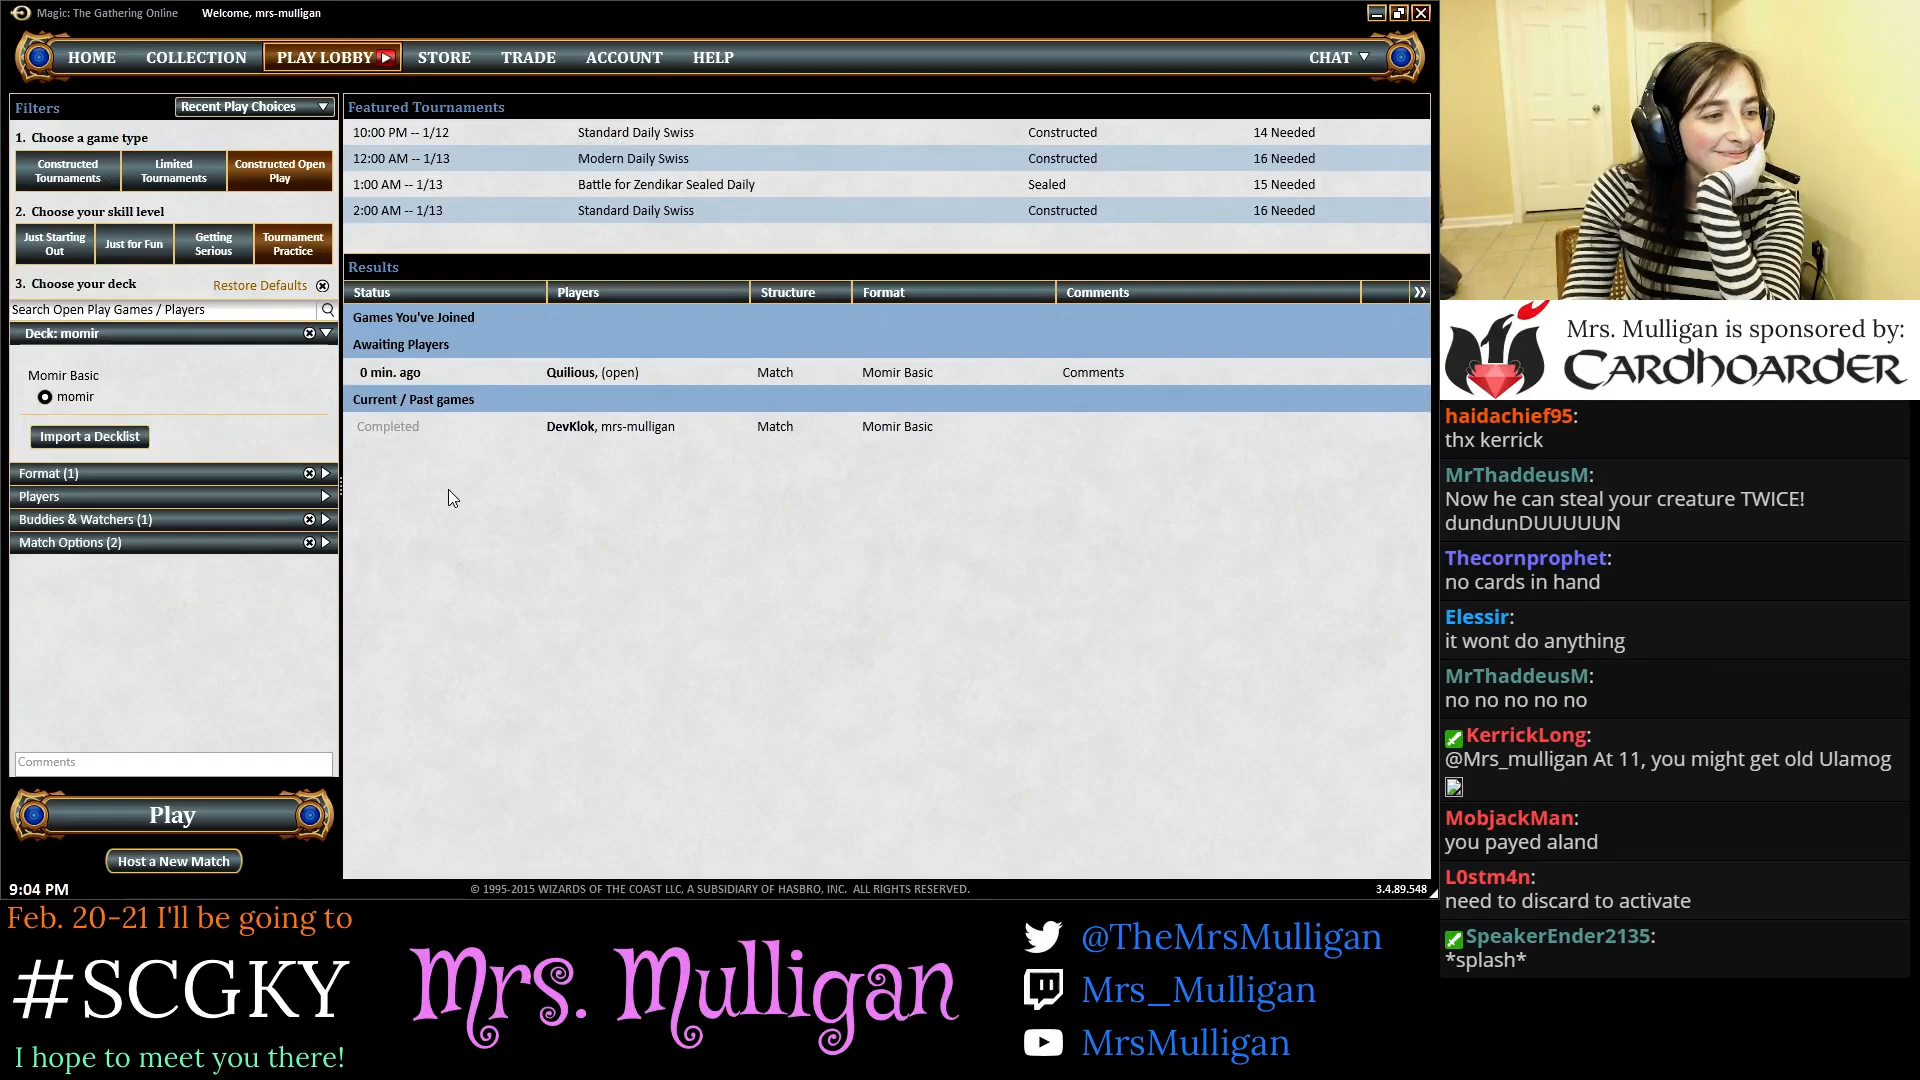 Magic: The Gathering Online Welcome, mrs-mulligan
HOME COLLECTION PLAY LOBBY STORE TRADE ACCOUNT HELP CHAT
Filters Recent Play Choices
1. Choose a game type
Constructed Tournaments
Limited Tournaments
Constructed Open Play
2. Choose your skill level
Just Starting Out
Just for Fun
Getting Serious
Tournament Practice
3. Choose your deck Restore Defaults
Search Open Play Games / Players
Deck: momir
Momir Basic
momir
Import a Decklist
Format (1)
Players
Buddies & Watchers (1)
Match Options (2)
Comments
Play
Host a New Match
9:04 PM
Featured Tournaments
10:00 PM -- 1/12 Standard Daily Swiss Constructed 14 Needed
12:00 AM -- 1/13 Modern Daily Swiss Constructed 16 Needed
1:00 AM -- 1/13 Battle for Zendikar Sealed Daily Sealed 15 Needed
2:00 AM -- 1/13 Standard Daily Swiss Constructed 16 Needed
Results
Status Players Structure Format Comments
Games You've Joined
Awaiting Players
0 min. ago Quilious, (open) Match Momir Basic Comments
Current / Past games
Completed DevKlok, mrs-mulligan Match Momir Basic
© 1995-2015 WIZARDS OF THE COAST LLC, A SUBSIDIARY OF HASBRO, INC. ALL RIGHTS RESERVED.
3.4.89.548
Mrs. Mulligan is sponsored by:
CARDHOARDER
haidachief95:
thx kerrick
MrThaddeusM:
Now he can steal your creature TWICE!
dundunDUUUUUN
Thecornprophet:
no cards in hand
Elessir:
it wont do anything
MrThaddeusM:
no no no no no
KerrickLong:
@Mrs_mulligan At 11, you might get old Ulamog
MobjackMan:
you payed aland
L0stm4n:
need to discard to activate
SpeakerEnder2135:
*splash*
Feb. 20-21 I'll be going to
#SCGKY
I hope to meet you there!
Mrs. Mulligan
@TheMrsMulligan
Mrs_Mulligan
MrsMulligan